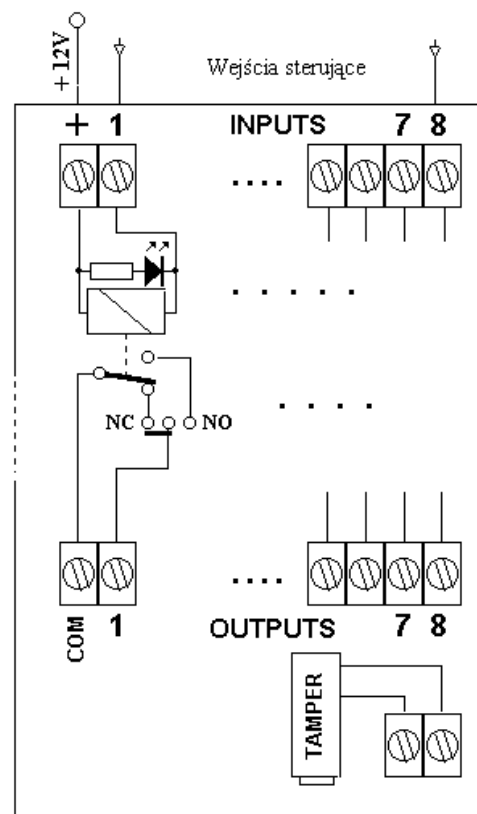 + 12V
Wejścia sterujące
+ 1 INPUTS 7 8
....
. . . . .
. . . .
NC NO
....
COM 1 OUTPUTS 7 8
TAMPER